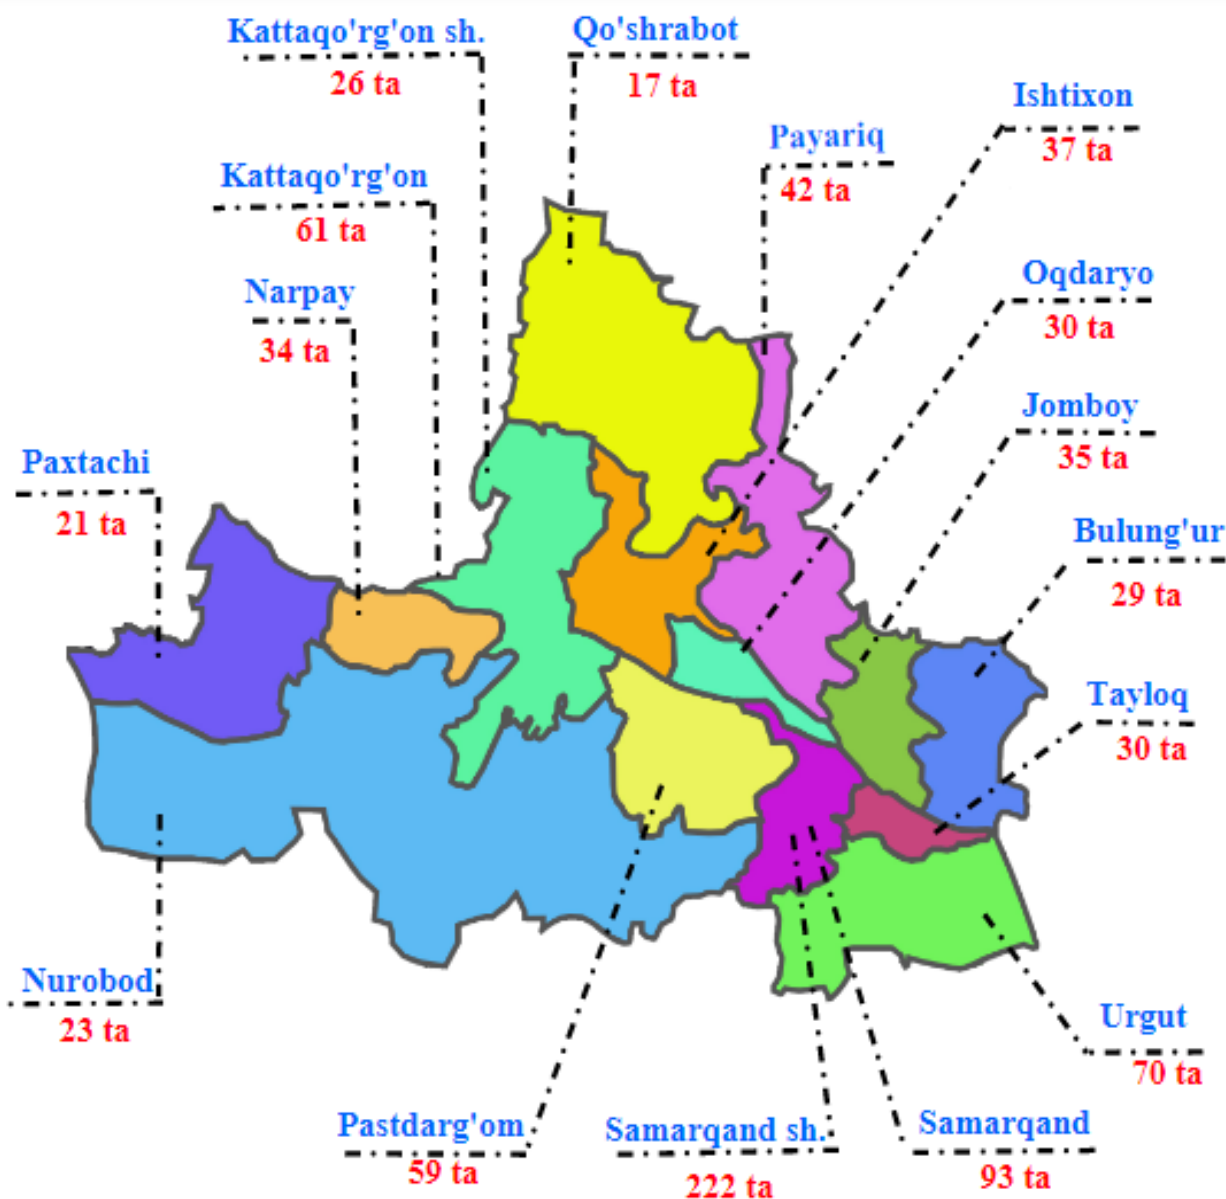 Kattaqo'rg'on sh.
26 ta
Qo'shrabot
17 ta
Ishtixon
37 ta
Payariq
42 ta
Kattaqo'rg'on
61 ta
Oqdaryo
30 ta
Narpay
34 ta
Jomboy
35 ta
Paxtachi
21 ta
Bulung'ur
29 ta
Tayloq
30 ta
Nurobod
23 ta
Urgut
70 ta
Pastdarg'om
59 ta
Samarqand sh.
222 ta
Samarqand
93 ta